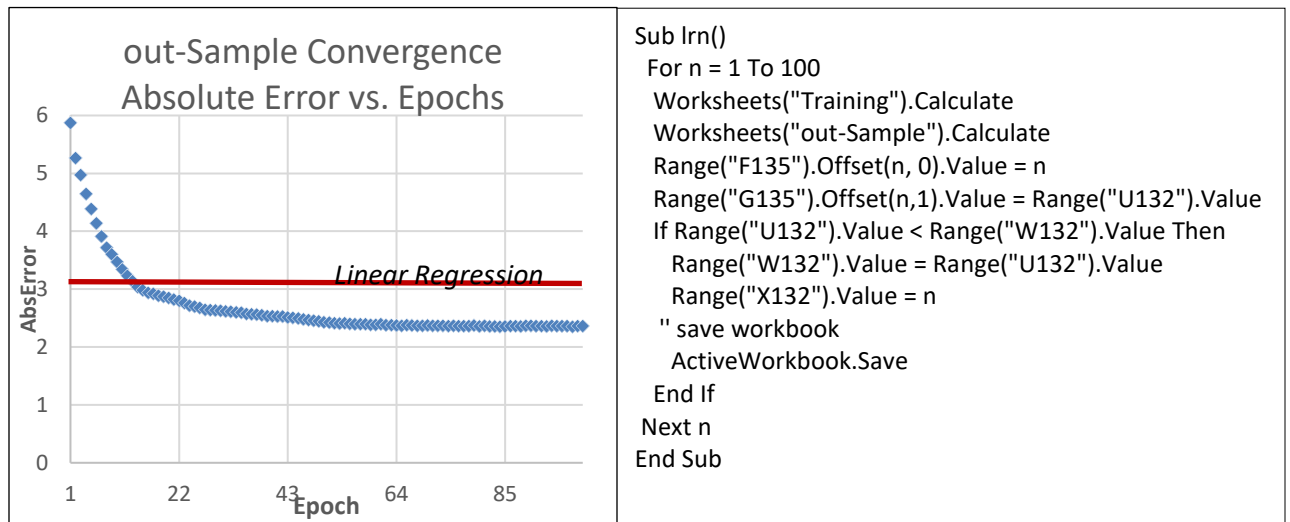 out-Sample Convergence
Absolute Error vs. Epochs
6
5
4
3
2
1
0
AbsError
Linear Regression
1 22 43 64 85
Epoch
Sub lrn()
For n = 1 To 100
Worksheets("Training").Calculate
Worksheets("out-Sample").Calculate
Range("F135").Offset(n, 0).Value = n
Range("G135").Offset(n,1).Value = Range("U132").Value
If Range("U132").Value < Range("W132").Value Then
Range("W132").Value = Range("U132").Value
Range("X132").Value = n
'' save workbook
ActiveWorkbook.Save
End If
Next n
End Sub